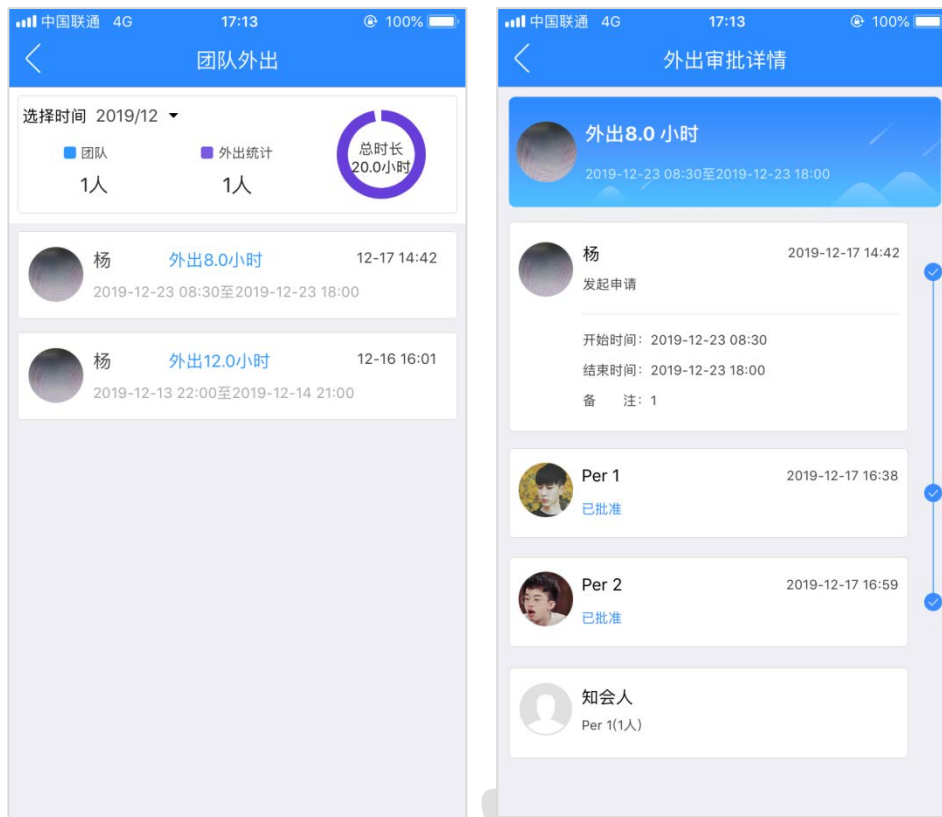 中国联通 4G 17:13 100%
团队外出
选择时间 2019/12
团队 外出统计
1人 1人
总时长
20.0小时
杨 外出8.0小时 12-17 14:42
2019-12-23 08:30至2019-12-23 18:00
杨 外出12.0小时 12-16 16:01
2019-12-13 22:00至2019-12-14 21:00
中国联通 4G 17:13 100%
外出审批详情
外出8.0 小时
2019-12-23 08:30至2019-12-23 18:00
杨 2019-12-17 14:42
发起申请
开始时间：2019-12-23 08:30
结束时间：2019-12-23 18:00
备 注：1
Per 1 2019-12-17 16:38
已批准
Per 2 2019-12-17 16:59
已批准
知会人
Per 1(1人)